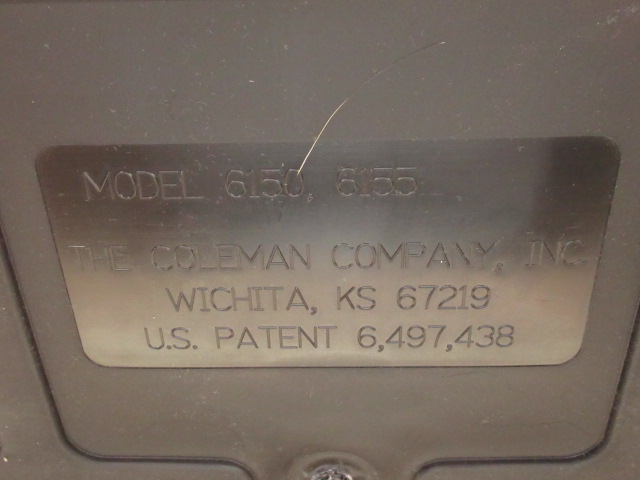 MODEL 6150, 6155
THE COLEMAN COMPANY, INC.
WICHITA, KS 67219
U.S. PATENT 6,497,438